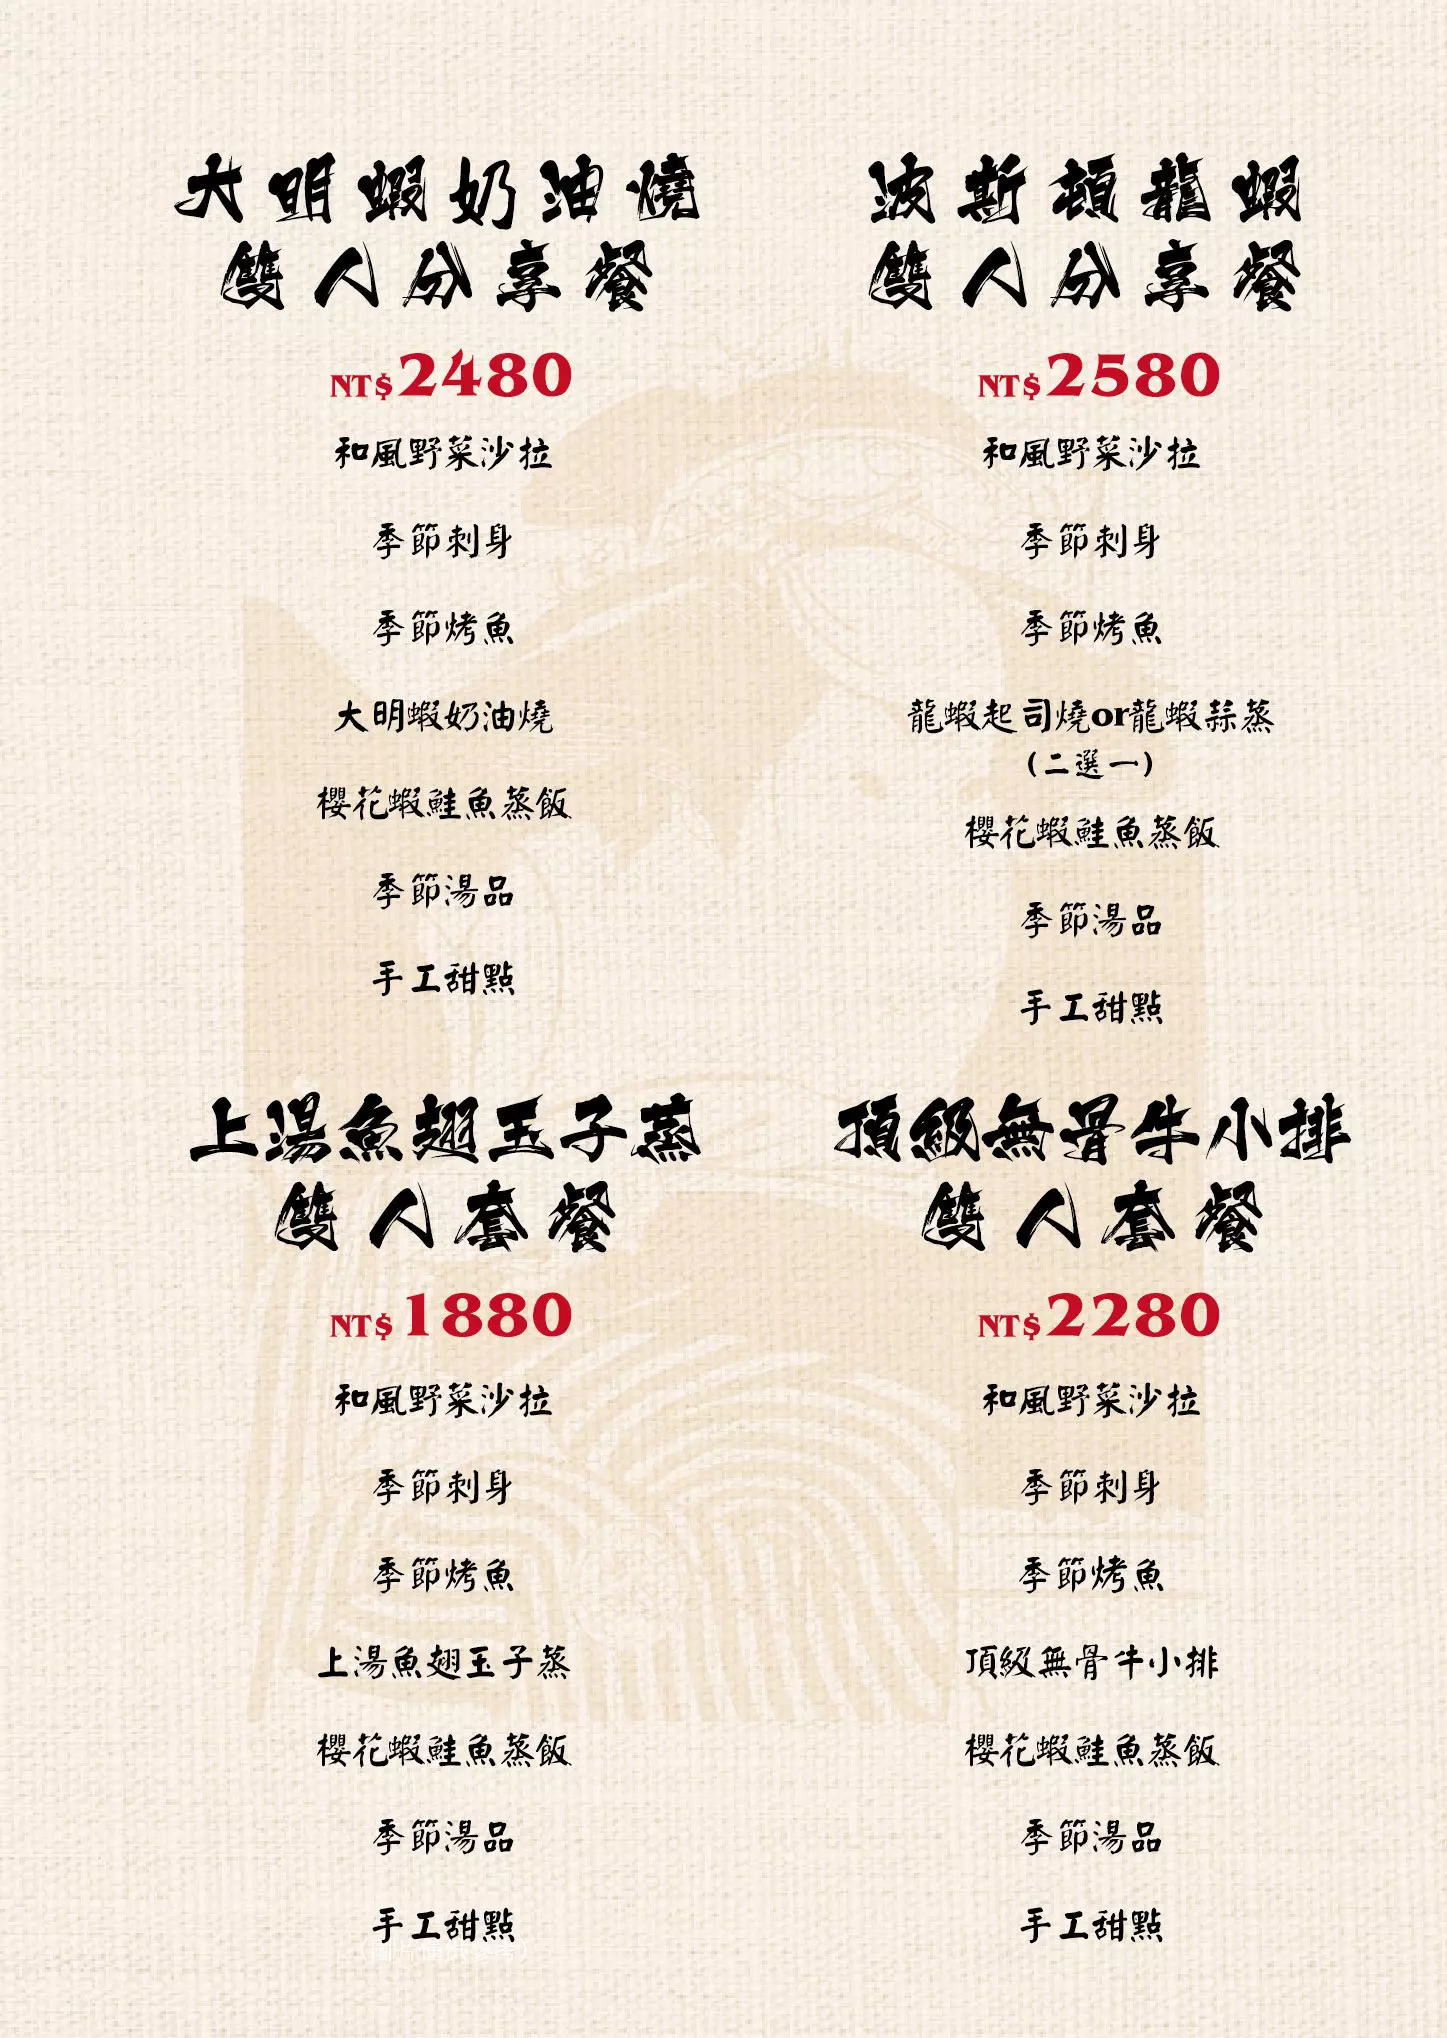 大明蝦奶油燒
雙人分享餐
NT$2480
和風野菜沙拉
季節刺身
季節烤魚
大明蝦奶油燒
櫻花蝦鮭魚蒸飯
季節湯品
手工甜點
波斯頓龍蝦
雙人分享餐
NT$2580
和風野菜沙拉
季節刺身
季節烤魚
龍蝦起司燒or龍蝦蒜蒸
(二選一)
櫻花蝦鮭魚蒸飯
季節湯品
手工甜點
上湯魚翅玉子蒸
雙人套餐
NT$1880
和風野菜沙拉
季節刺身
季節烤魚
上湯魚翅玉子蒸
櫻花蝦鮭魚蒸飯
季節湯品
手工甜點
頂級無骨牛小排
雙人套餐
NT$2280
和風野菜沙拉
季節刺身
季節烤魚
頂級無骨牛小排
櫻花蝦鮭魚蒸飯
季節湯品
手工甜點